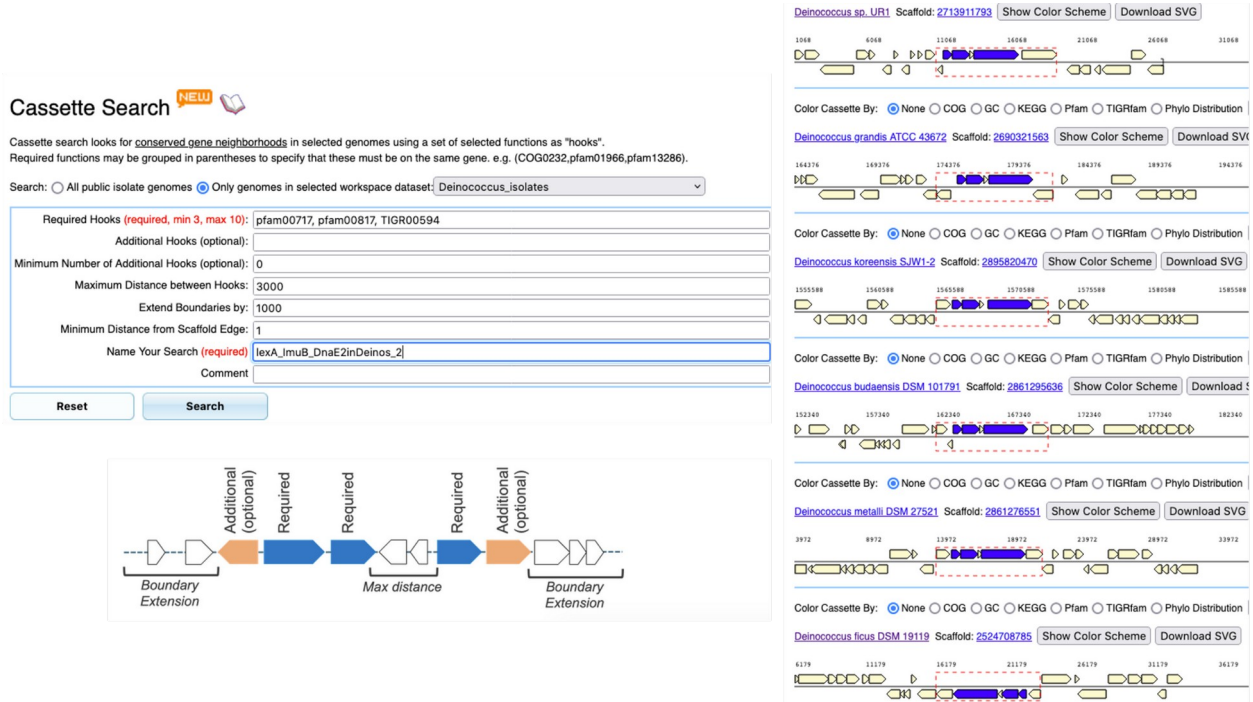 Cassette Search NEW
Cassette search looks for conserved gene neighborhoods in selected genomes using a set of selected functions as "hooks".
Required functions may be grouped in parentheses to specify that these must be on the same gene. e.g. (COG0232,pfam01966,pfam13286).
Search: All public isolate genomes Only genomes in selected workspace dataset: Deinococcus_isolates
Required Hooks (required, min 3, max 10): pfam00717, pfam00817, TIGR00594
Additional Hooks (optional):
Minimum Number of Additional Hooks (optional): 0
Maximum Distance between Hooks: 3000
Extend Boundaries by: 1000
Minimum Distance from Scaffold Edge: 1
Name Your Search (required) lexA_ImuB_DnaE2inDeinos_2
Comment
Reset Search
Additional (optional)
Required
Required
Required
Additional (optional)
Boundary Extension
Max distance
Boundary Extension
Deinococcus sp. UR1 Scaffold: 2713911793 Show Color Scheme Download SVG
1068 6068 11068 16068 21068 26068 31068
Color Cassette By: None COG GC KEGG Pfam TIGRfam Phylo Distribution
Deinococcus grandis ATCC 43672 Scaffold: 2690321563 Show Color Scheme Download SVG
164376 169376 174376 179376 184376 189376 194376
Color Cassette By: None COG GC KEGG Pfam TIGRfam Phylo Distribution
Deinococcus koreensis SJW1-2 Scaffold: 2895820470 Show Color Scheme Download SVG
1555588 1560588 1565588 1570588 1575588 1580588 1585588
Color Cassette By: None COG GC KEGG Pfam TIGRfam Phylo Distribution
Deinococcus budaensis DSM 101791 Scaffold: 2861295636 Show Color Scheme Download S
152340 157340 162340 167340 172340 177340 182340
Color Cassette By: None COG GC KEGG Pfam TIGRfam Phylo Distribution
Deinococcus metalli DSM 27521 Scaffold: 2861276551 Show Color Scheme Download SVG
3972 8972 13972 18972 23972 28972 33972
Color Cassette By: None COG GC KEGG Pfam TIGRfam Phylo Distribution
Deinococcus ficus DSM 19119 Scaffold: 2524708785 Show Color Scheme Download SVG
6179 11179 16179 21179 26179 31179 36179